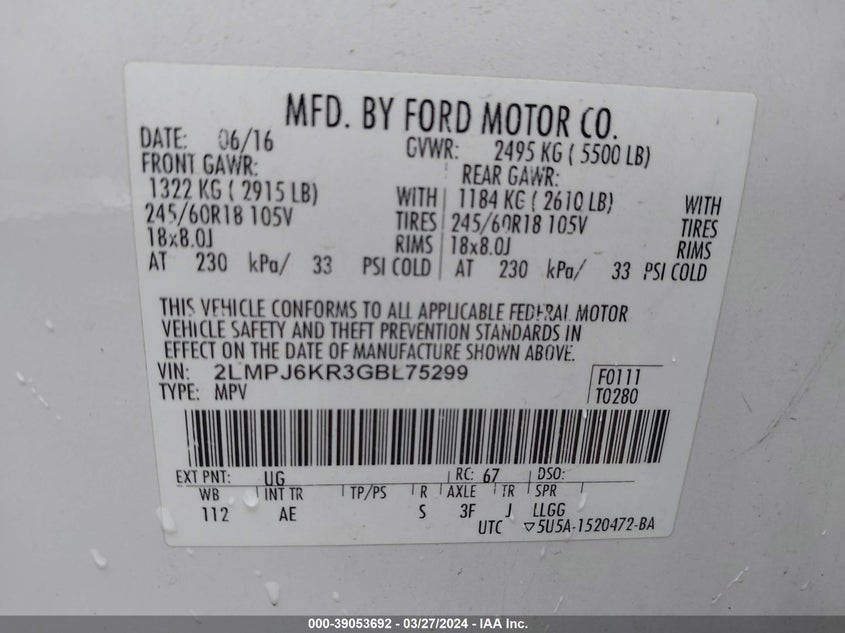 MFD. BY FORD MOTOR CO.
DATE: 06/16 GVWR: 2495 KG ( 5500 LB)
FRONT GAWR: REAR GAWR:
1322 KG ( 2915 LB) WITH 1184 KG ( 2610 LB) WITH
245/60R18 105V TIRES 245/60R18 105V TIRES
18x8.0J RIMS 18x8.0J RIMS
AT 230 kPa/ 33 PSI COLD AT 230 kPa/ 33 PSI COLD
THIS VEHICLE CONFORMS TO ALL APPLICABLE FEDERAL MOTOR
VEHICLE SAFETY AND THEFT PREVENTION STANDARDS IN
EFFECT ON THE DATE OF MANUFACTURE SHOWN ABOVE.
VIN: 2LMPJ6KR3GBL75299 F0111
TYPE: MPV T0280
EXT PNT: UG RC: 67 DSO:
WB INT TR TP/PS R AXLE TR SPR
112 AE S 3F J LLGG
UTC ▽5U5A-1520472-BA
000-39053692 - 03/27/2024 - IAA Inc.